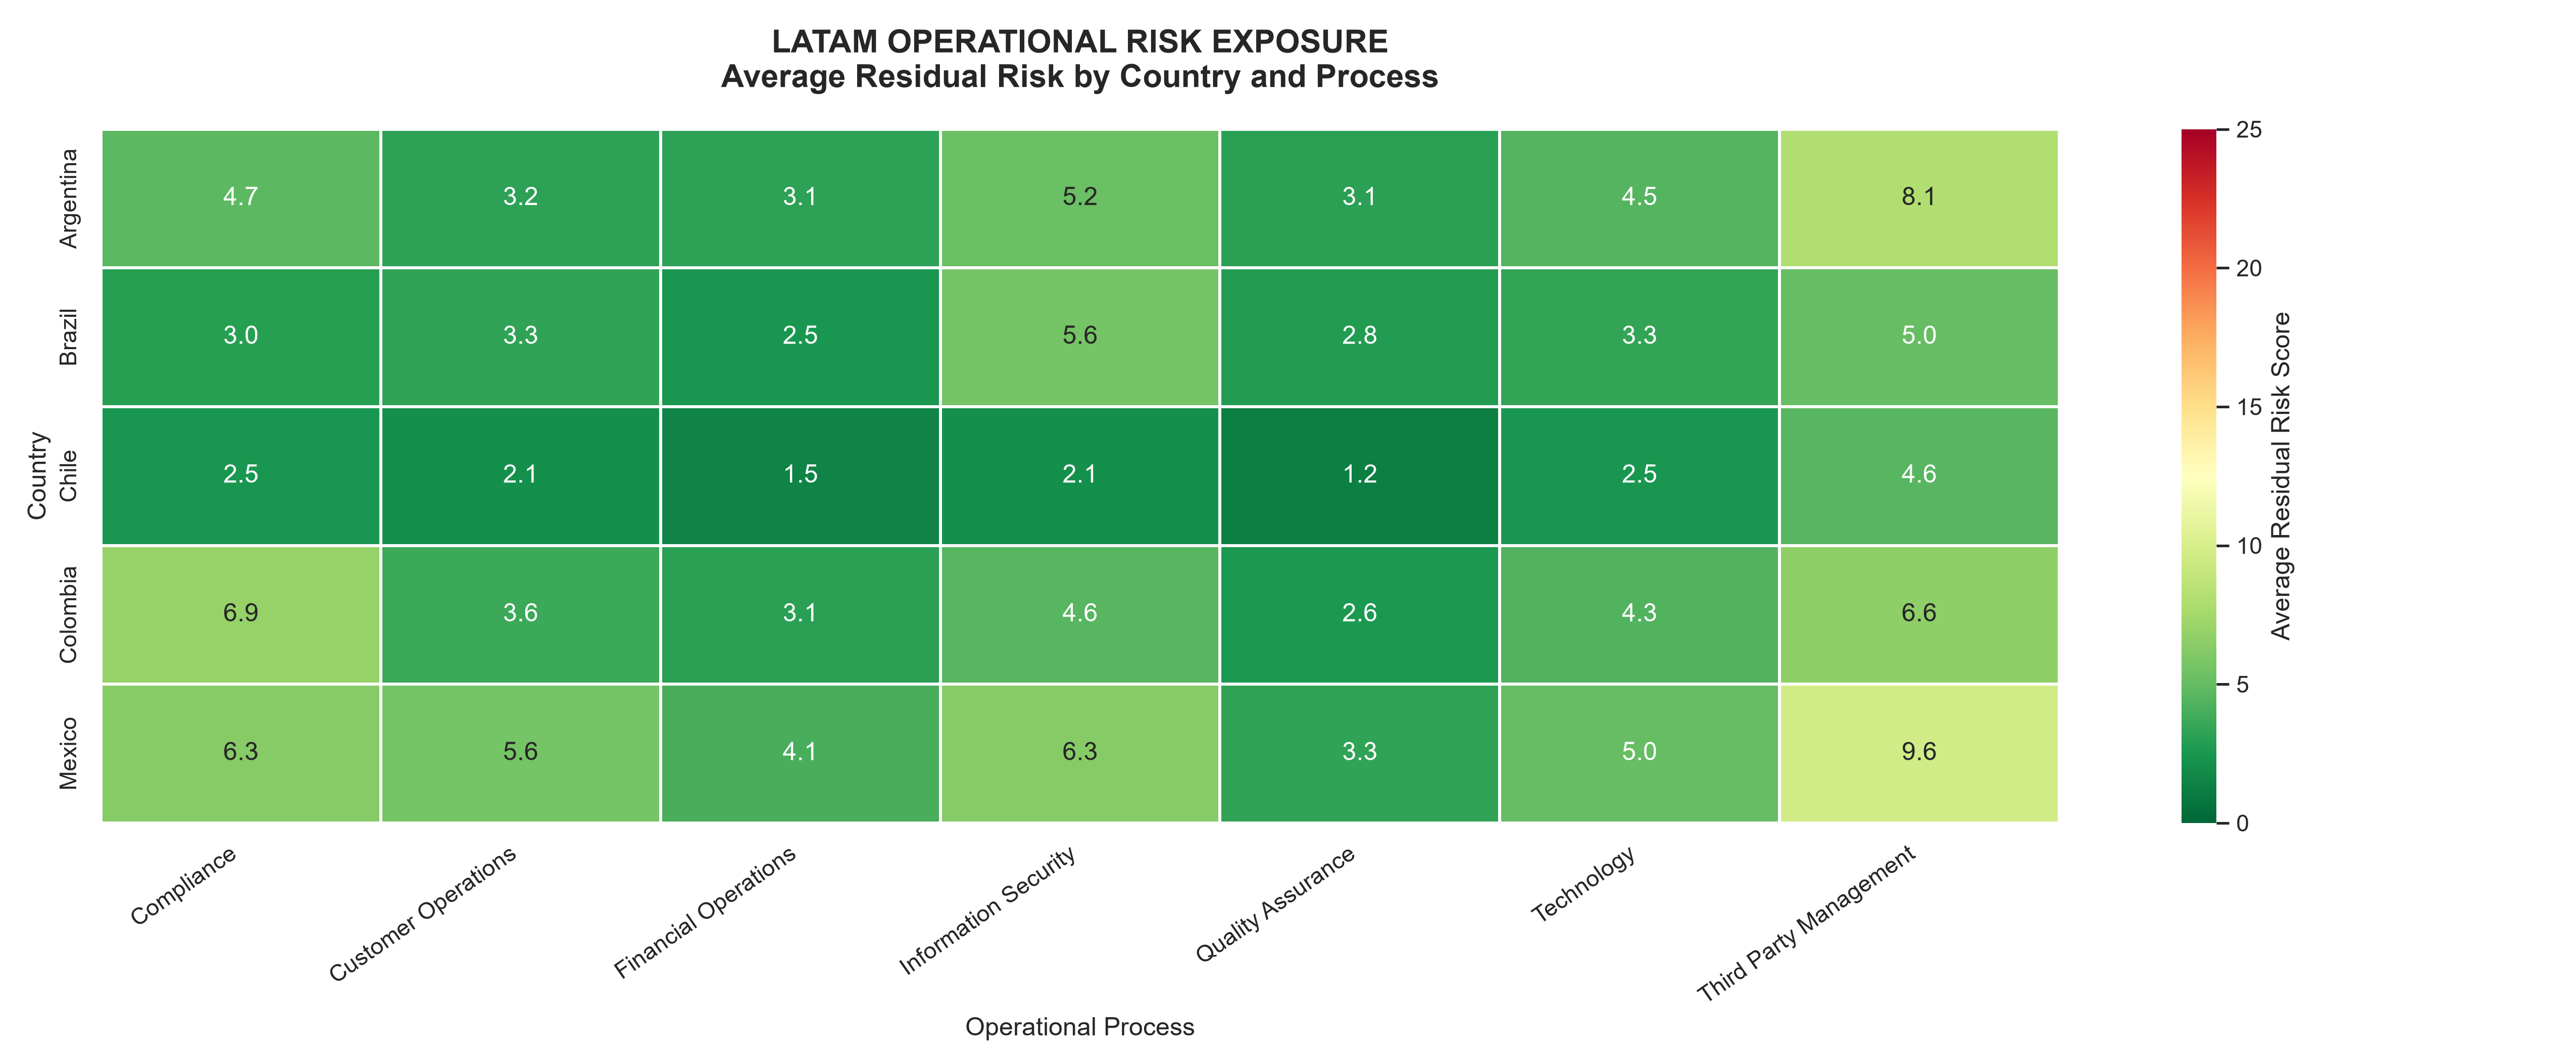 LATAM OPERATIONAL RISK EXPOSURE
Average Residual Risk by Country and Process
Country
Argentina
4.7 3.2 3.1 5.2 3.1 4.5 8.1
Brazil
3.0 3.3 2.5 5.6 2.8 3.3 5.0
Chile
2.5 2.1 1.5 2.1 1.2 2.5 4.6
Colombia
6.9 3.6 3.1 4.6 2.6 4.3 6.6
Mexico
6.3 5.6 4.1 6.3 3.3 5.0 9.6
Compliance
Customer Operations
Financial Operations
Information Security
Quality Assurance
Technology
Third Party Management
Operational Process
25
20
15
10
5
0
Average Residual Risk Score